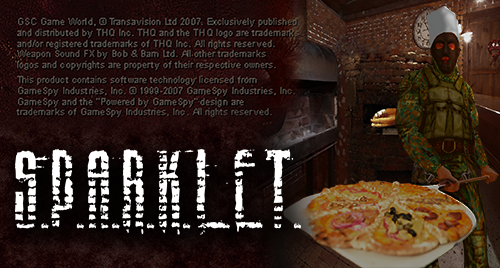 GSC Game World, © Transavision Ltd 2007. Exclusively published
and distributed by THQ Inc. THQ and the THQ logo are trademarks
and/or registered trademarks of THQ Inc. All rights reserved.
Weapon Sound FX by Bob & Barn Ltd. All other trademarks
logos and copyrights are property of their respective owners.
This product contains software technology licensed from
GameSpy Industries, Inc. © 1999-2007 GameSpy Industries, Inc.
GameSpy and the "Powered by GameSpy" design are
trademarks of GameSpy Industries, Inc. All rights reserved.
S.P.A.R.K.L.E.T.